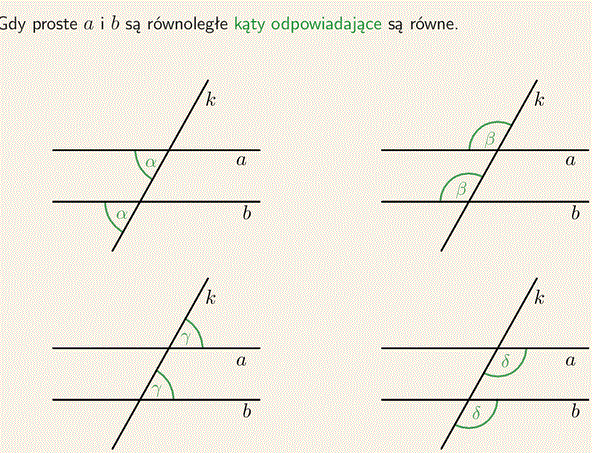 Gdy proste a i b są równoległe kąty odpowiadające są równe.
k k
α β
a a
α β
b b
k k
γ
a δ a
γ
b δ b